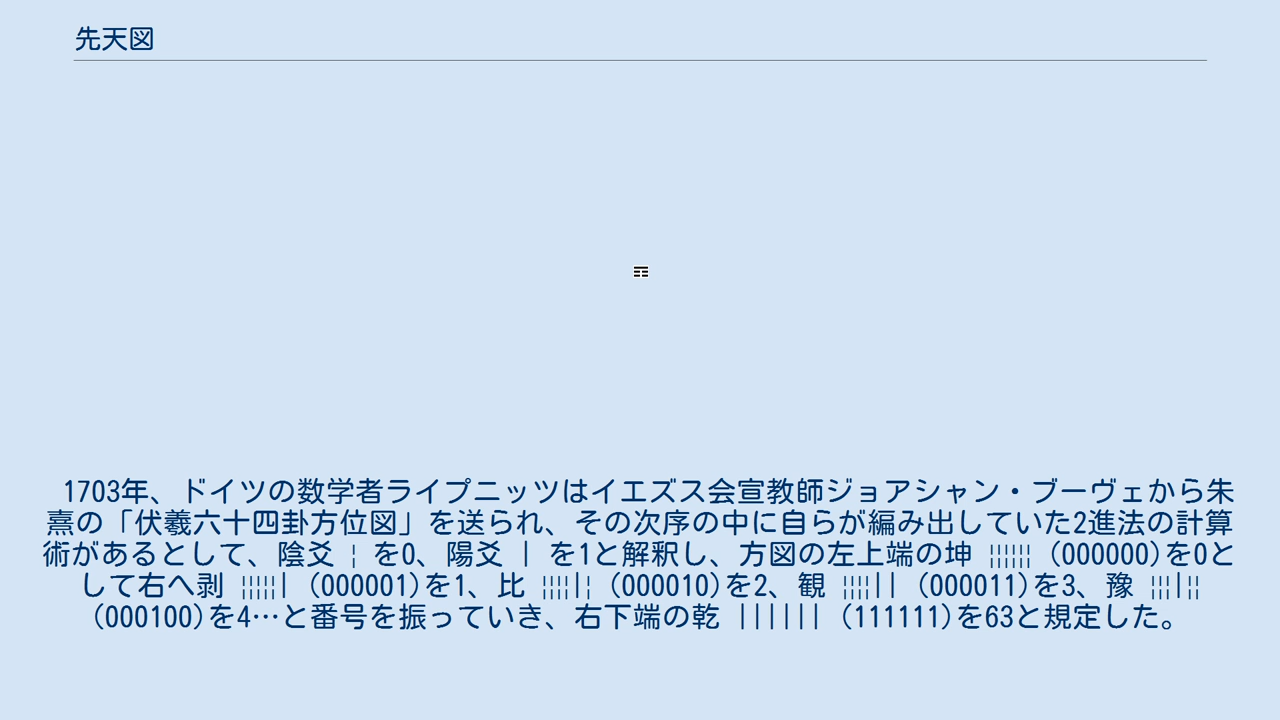 先天図
☶
1703年、ドイツの数学者ライプニッツはイエズス会宣教師ジョアシャン・ブーヴェから朱
熹の「伏羲六十四卦方位図」を送られ、その次序の中に自らが編み出していた2進法の計算
術があるとして、陰爻 ¦ を0、陽爻 | を1と解釈し、方図の左上端の坤 ¦¦¦¦¦¦ (000000)を0と
して右へ剥 ¦¦¦¦¦| (000001)を1、比 ¦¦¦¦|¦ (000010)を2、観 ¦¦¦¦|| (000011)を3、豫 ¦¦¦|¦¦
(000100)を4…と番号を振っていき、右下端の乾 |||||| (111111)を63と規定した。